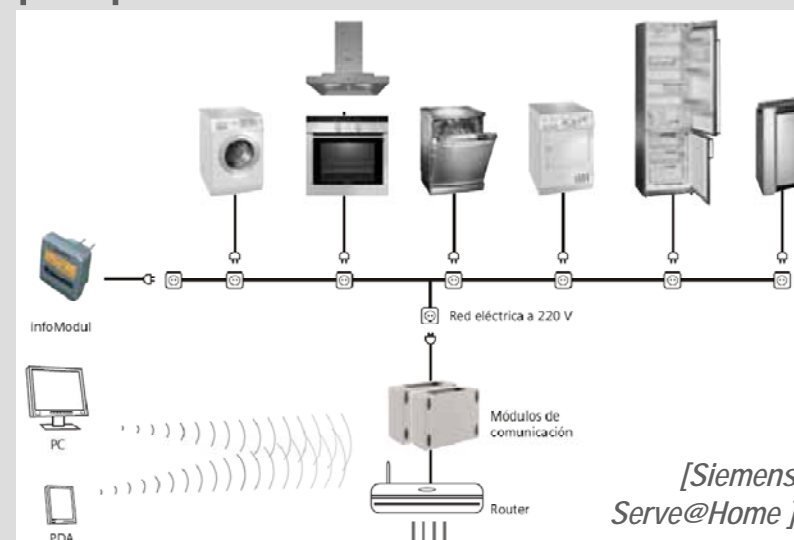 Red eléctrica a 220 V
infoModul
Módulos de
comunicación
PC
[Siemens
Serve@Home ]
Router
PDA